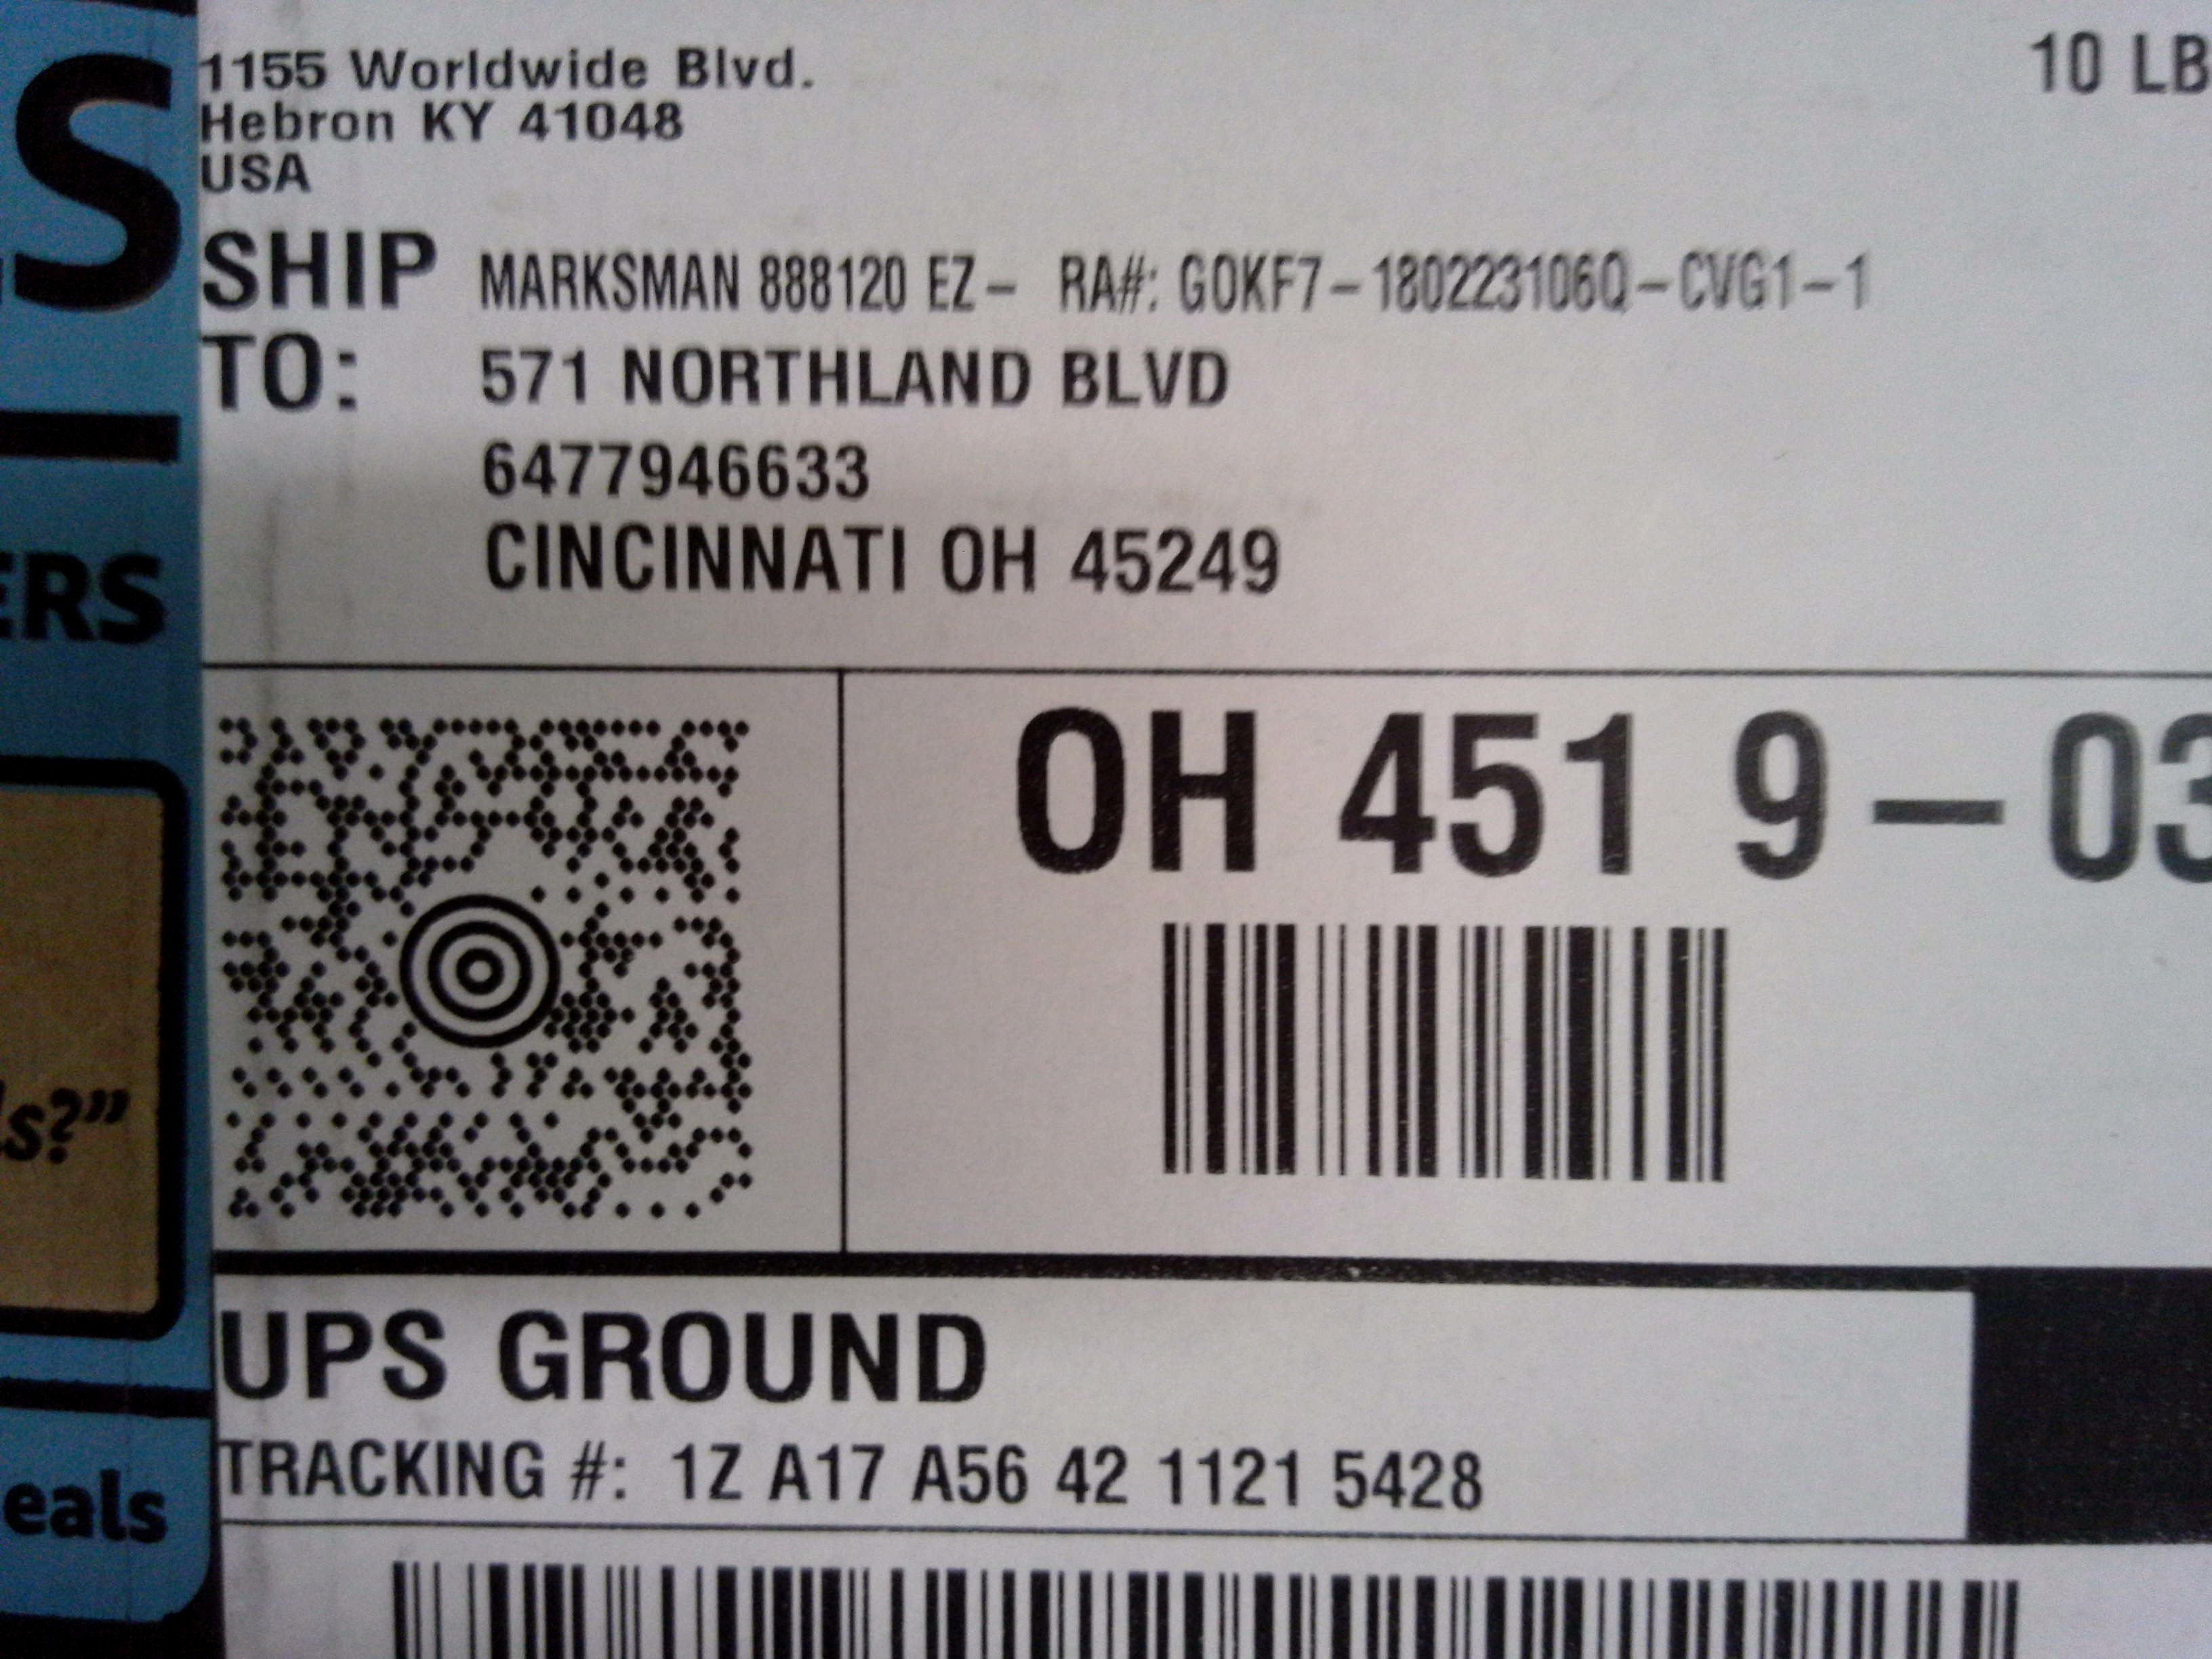 1155 Worldwide Blvd.
Hebron KY 41048
USA
10 LB
SHIP TO:
MARKSMAN 888120 EZ- RA#: G0KF7-180223106Q-CVG1-1
571 NORTHLAND BLVD
6477946633
CINCINNATI OH 45249
OH 451 9-03
UPS GROUND
TRACKING #: 1Z A17 A56 42 1121 5428
S
ERS
s?”
eals